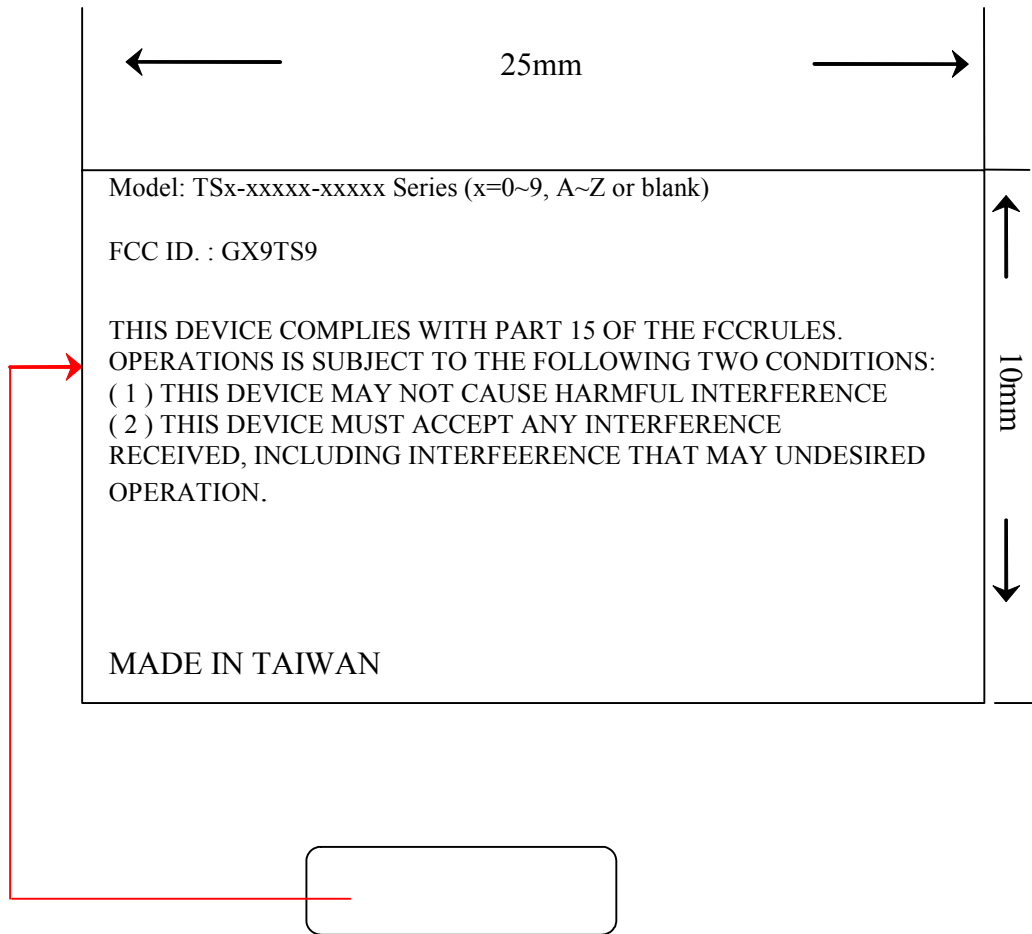 25mm
Model: TSx-xxxxx-xxxxx Series (x=0~9, A~Z or blank)
FCC ID. : GX9TS9
THIS DEVICE COMPLIES WITH PART 15 OF THE FCCRULES.
OPERATIONS IS SUBJECT TO THE FOLLOWING TWO CONDITIONS:
( 1 ) THIS DEVICE MAY NOT CAUSE HARMFUL INTERFERENCE
( 2 ) THIS DEVICE MUST ACCEPT ANY INTERFERENCE
RECEIVED, INCLUDING INTERFEERENCE THAT MAY UNDESIRED
OPERATION.
10mm
MADE IN TAIWAN